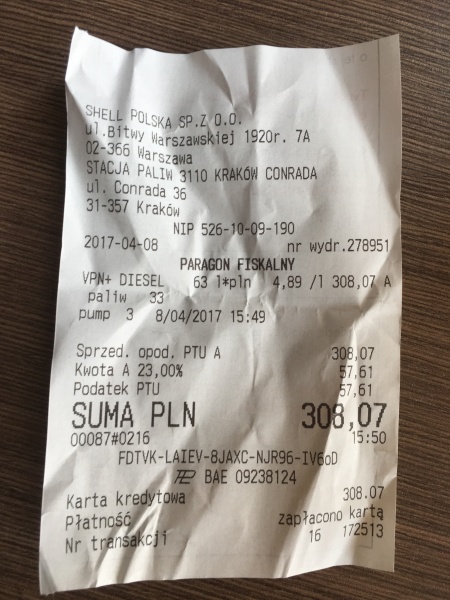 SHELL POLSKA SP.Z O.O.
ul.Bitwy Warszawskiej 1920r. 7A
02-366 Warszawa
STACJA PALIW 3110 KRAKÓW CONRADA
ul. Conrada 36
31-357 Kraków
NIP 526-10-09-190
2017-04-08 nr wydr.278951
PARAGON FISKALNY
VPN+ DIESEL 63 l*pln 4,89 /l 308,07 A
paliw 33
pump 3 8/04/2017 15:49
Sprzed. opod. PTU A 308,07
Kwota A 23,00% 57,61
Podatek PTU 57,61
SUMA PLN 308,07
00087#0216 15:50
FDTVK-LAIEV-8JAXC-NJR96-IV6oD
BAE 09238124
Karta kredytowa 308.07
Płatność zapłacono kartą
Nr transakcji 16 172513